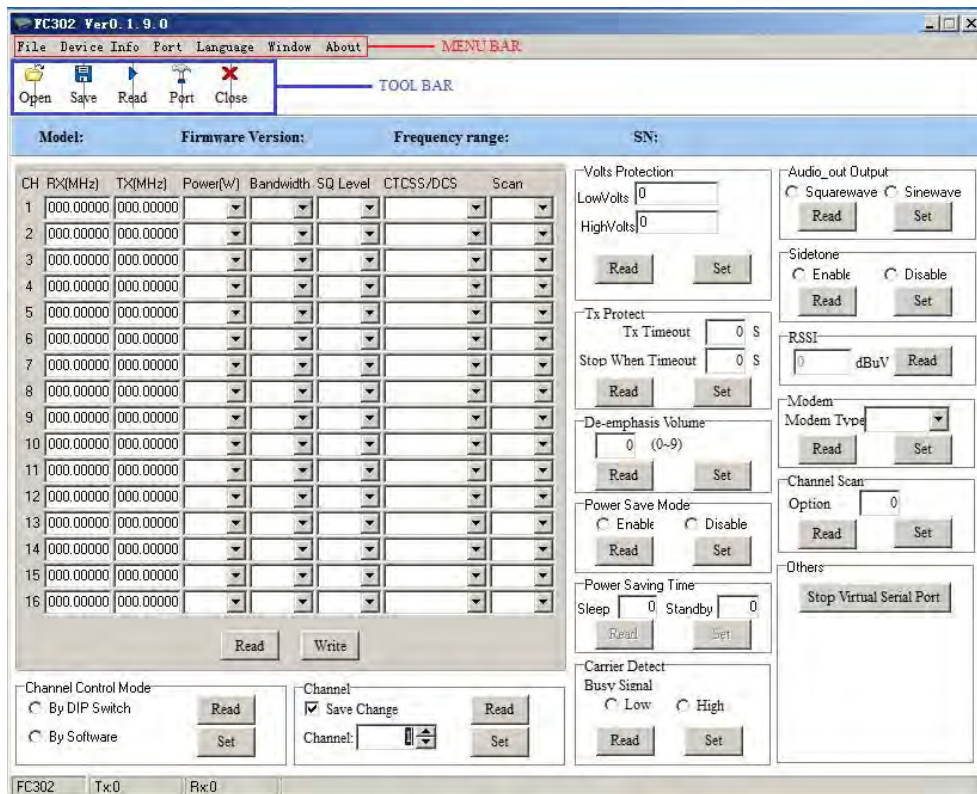 FC302 Ver0.1.9.0
File Device Info Port Language Window About MENU BAR
Open Save Read Port Close TOOL BAR
Model: Firmware Version: Frequency range: SN:
CH RX(MHz) TX(MHz) Power(W) Bandwidth SQ Level CTCSS/DCS Scan
1 000.00000 000.00000
2 000.00000 000.00000
3 000.00000 000.00000
4 000.00000 000.00000
5 000.00000 000.00000
6 000.00000 000.00000
7 000.00000 000.00000
8 000.00000 000.00000
9 000.00000 000.00000
10 000.00000 000.00000
11 000.00000 000.00000
12 000.00000 000.00000
13 000.00000 000.00000
14 000.00000 000.00000
15 000.00000 000.00000
16 000.00000 000.00000
Read Write
Channel Control Mode
By DIP Switch Read
By Software Set
Channel
Save Change Read
Channel: 1 Set
Volts Protection
LowVolts 0
HighVolts 0
Read Set
Tx Protect
Tx Timeout 0 S
Stop When Timeout 0 S
Read Set
De-emphasis Volume
0 (0~9)
Read Set
Power Save Mode
Enable Disable
Read Set
Power Saving Time
Sleep 0 Standby 0
Read Set
Carrier Detect
Busy Signal
Low High
Read Set
Audio_out Output
Squarewave Sinewave
Read Set
Sidetone
Enable Disable
Read Set
RSSI
0 dBuV Read
Modem
Modem Type
Read Set
Channel Scan
Option 0
Read Set
Others
Stop Virtual Serial Port
FC302 Tx:0 Rx:0